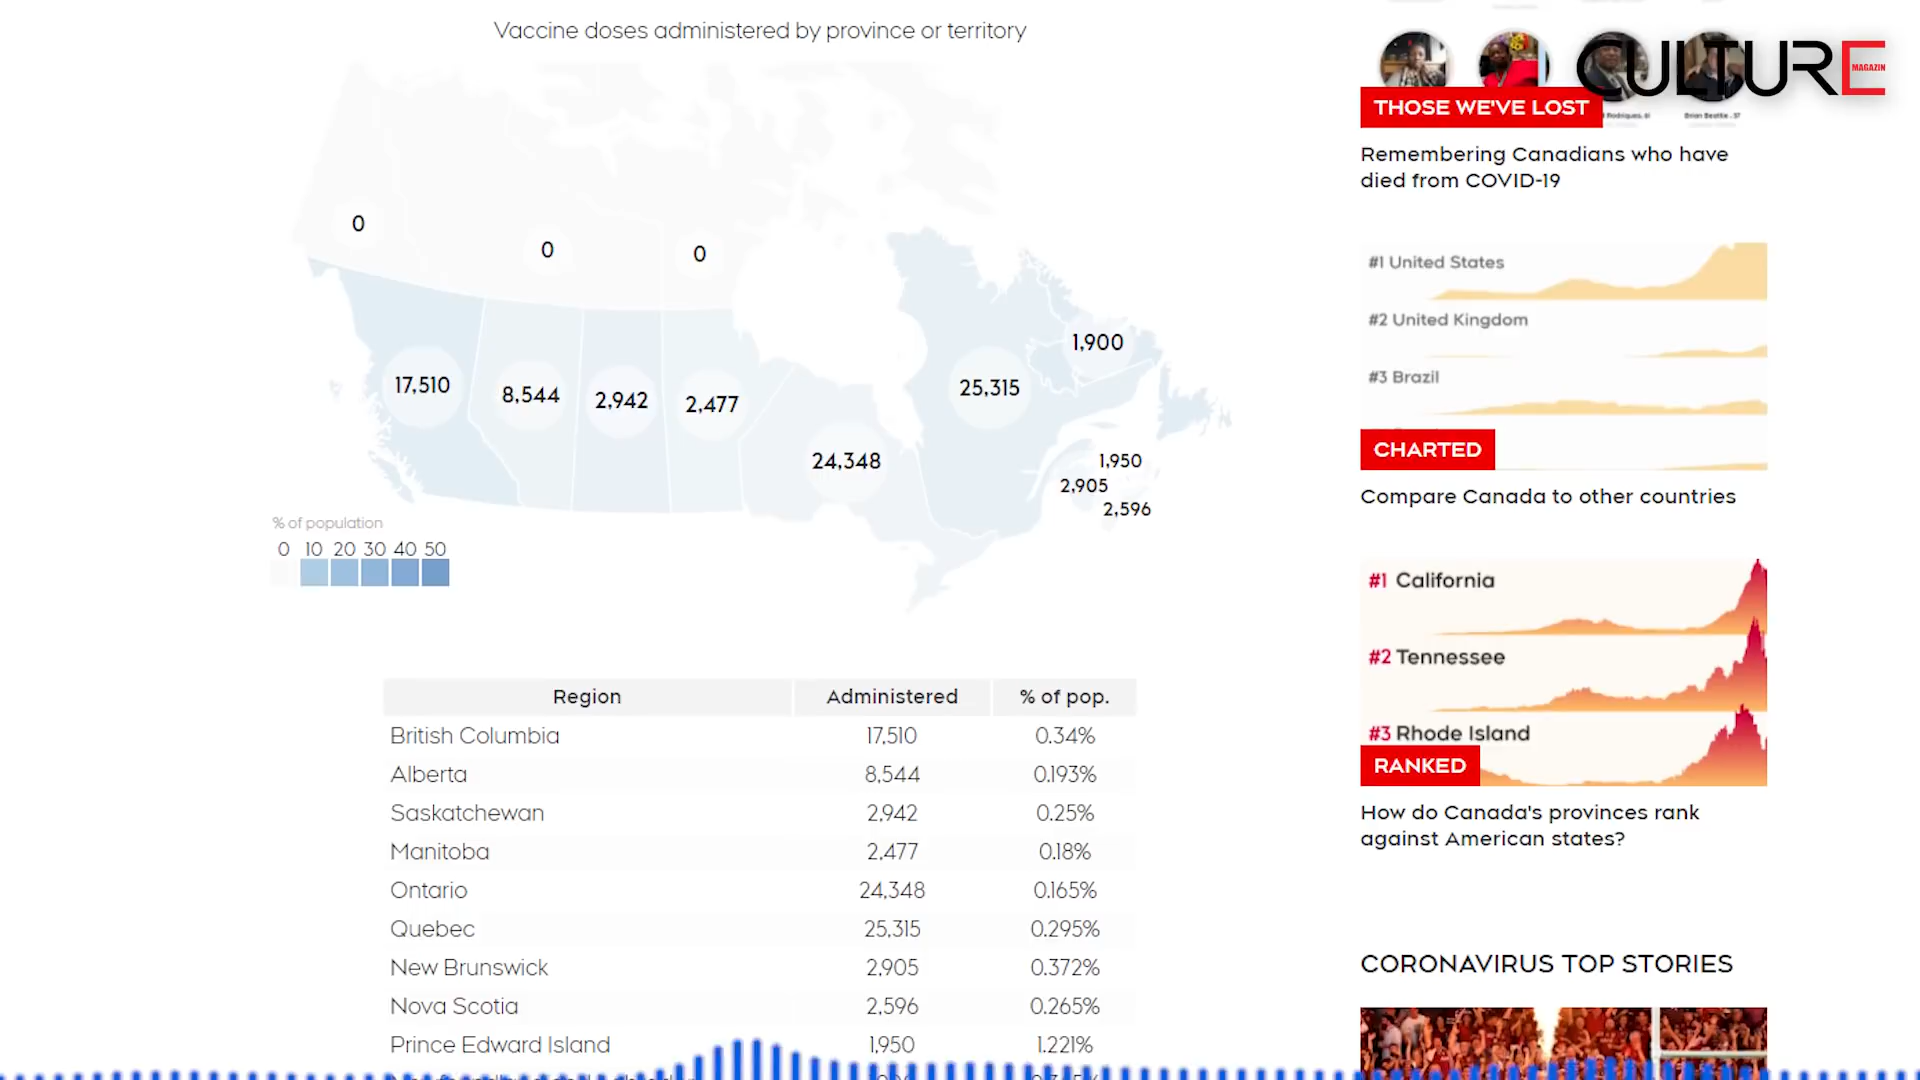 Vaccine doses administered by province or territory
0
0
0
17,510
8,544
2,942
2,477
24,348
25,315
1,900
1,950
2,905
2,596
% of population
0 10 20 30 40 50
Region Administered % of pop.
British Columbia 17,510 0.34%
Alberta 8,544 0.193%
Saskatchewan 2,942 0.25%
Manitoba 2,477 0.18%
Ontario 24,348 0.165%
Quebec 25,315 0.295%
New Brunswick 2,905 0.372%
Nova Scotia 2,596 0.265%
Prince Edward Island 1,950 1.221%
CULTURE
MAGAZIN
Rodriques, 61
Brian Beattie, 57
THOSE WE'VE LOST
Remembering Canadians who have
died from COVID-19
#1 United States
#2 United Kingdom
#3 Brazil
CHARTED
Compare Canada to other countries
#1 California
#2 Tennessee
#3 Rhode Island
RANKED
How do Canada's provinces rank
against American states?
CORONAVIRUS TOP STORIES